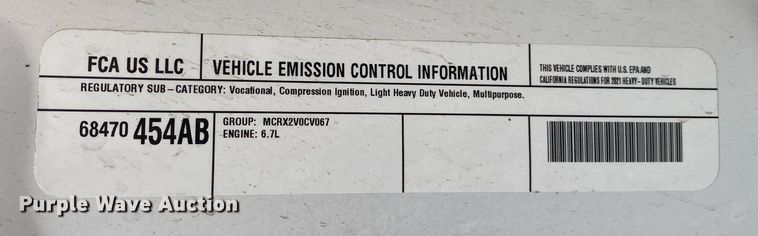 FCA US LLC
VEHICLE EMISSION CONTROL INFORMATION
THIS VEHICLE COMPLIES WITH U.S. EPA AND
CALIFORNIA REGULATIONS FOR 2021 HEAVY-DUTY VEHICLES
REGULATORY SUB-CATEGORY: Vocational, Compression Ignition, Light Heavy Duty Vehicle, Multipurpose.
68470 454AB
GROUP: MCRX2V0CV067
ENGINE: 6.7L
Purple Wave Auction